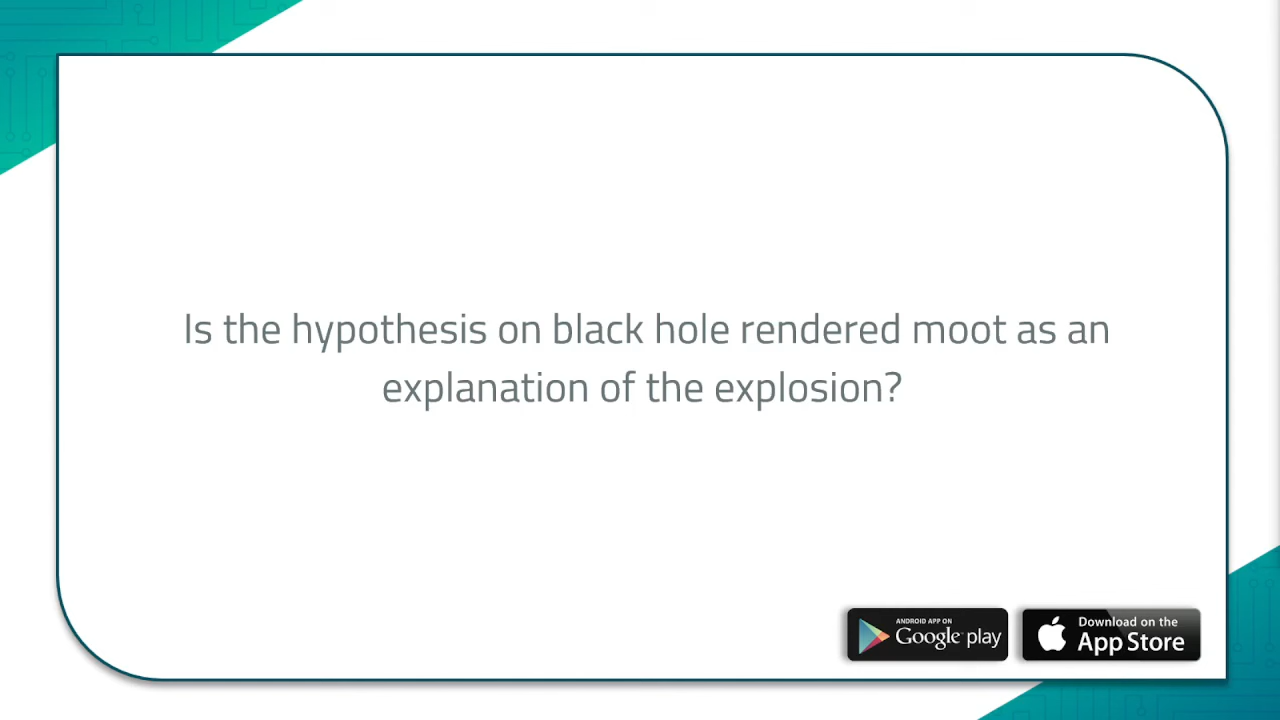 Is the hypothesis on black hole rendered moot as an
explanation of the explosion?
ANDROID APP ON
Google play
Download on the
App Store